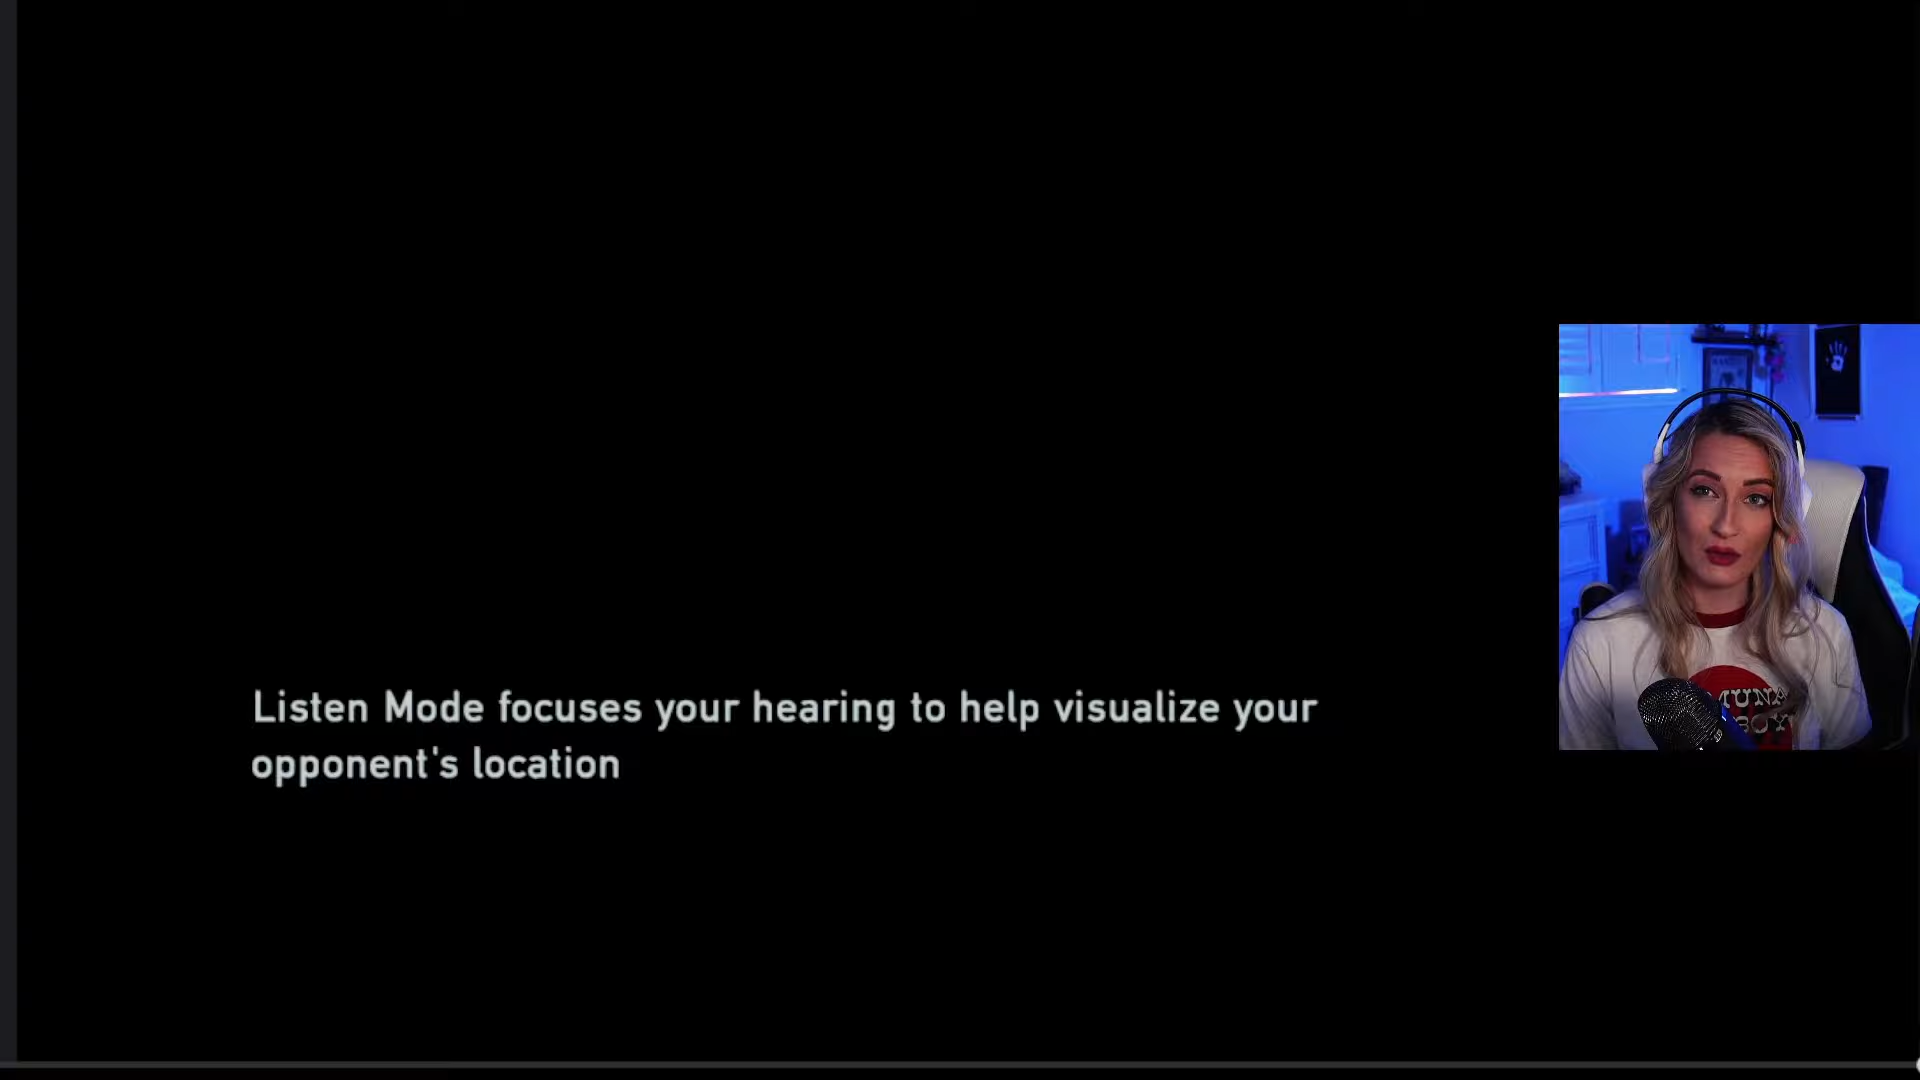 Listen Mode focuses your hearing to help visualize your
opponent's location